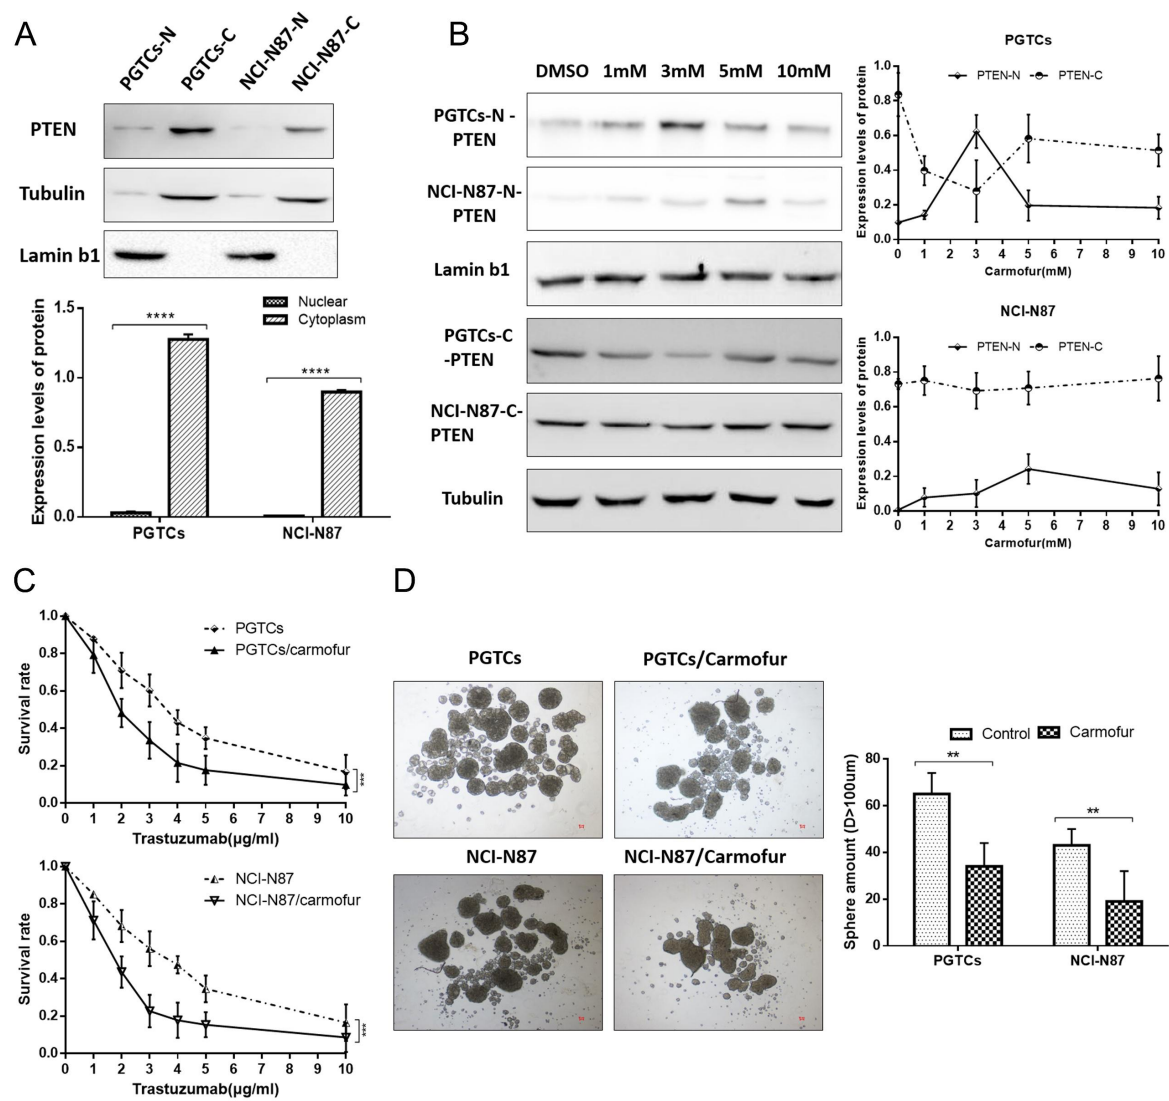 A
PGTCs-N
PGTCs-C
NCI-N87-N
NCI-N87-C
PTEN
Tubulin
Lamin b1
Nuclear
Cytoplasm
Expression levels of protein
1.5
1.0
0.5
0.0
****
****
PGTCs
NCI-N87
B
DMSO 1mM 3mM 5mM 10mM
PGTCs-N -
PTEN
NCI-N87-N-
PTEN
Lamin b1
PGTCs-C
-PTEN
NCI-N87-C-
PTEN
Tubulin
PGTCs
PTEN-N PTEN-C
Expression levels of protein
1.0
0.8
0.6
0.4
0.2
0.0
0 1 2 3 4 5 6 7 8 9 10
Carmofur(mM)
NCI-N87
PTEN-N PTEN-C
Expression levels of protein
1.0
0.8
0.6
0.4
0.2
0.0
0 1 2 3 4 5 6 7 8 9 10
Carmofur(mM)
C
Survival rate
1.0
0.8
0.6
0.4
0.2
0.0
PGTCs
PGTCs/carmofur
***
0 1 2 3 4 5 6 7 8 9 10
Trastuzumab(μg/ml)
Survival rate
1.0
0.8
0.6
0.4
0.2
0.0
NCI-N87
NCI-N87/carmofur
***
0 1 2 3 4 5 6 7 8 9 10
Trastuzumab(μg/ml)
D
PGTCs
PGTCs/Carmofur
NCI-N87
NCI-N87/Carmofur
Control Carmofur
Sphere amount (D>100um)
80
60
40
20
0
**
**
PGTCs
NCI-N87